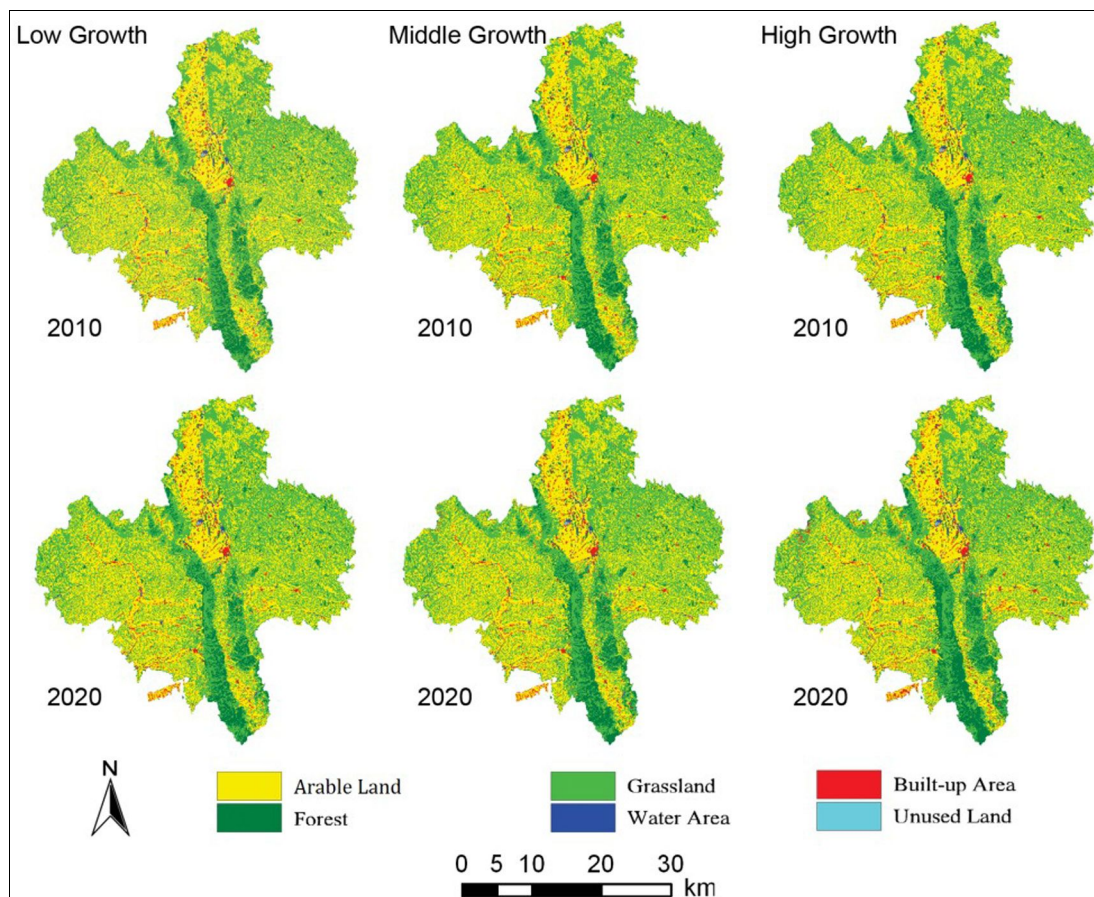 Low Growth Middle Growth High Growth
2010 2010 2010
2020 2020 2020
N
Arable Land Grassland Built-up Area
Forest Water Area Unused Land
0 5 10 20 30
km